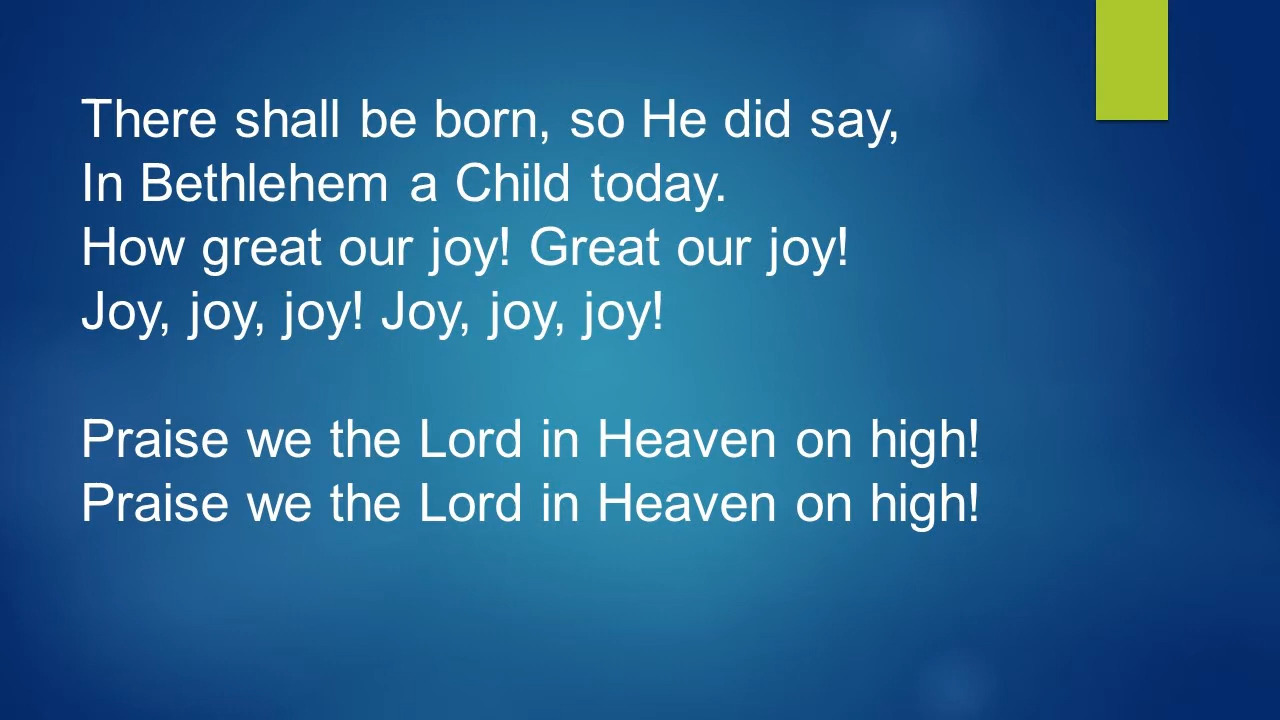 There shall be born, so He did say,
In Bethlehem a Child today.
How great our joy! Great our joy!
Joy, joy, joy! Joy, joy, joy!
Praise we the Lord in Heaven on high!
Praise we the Lord in Heaven on high!